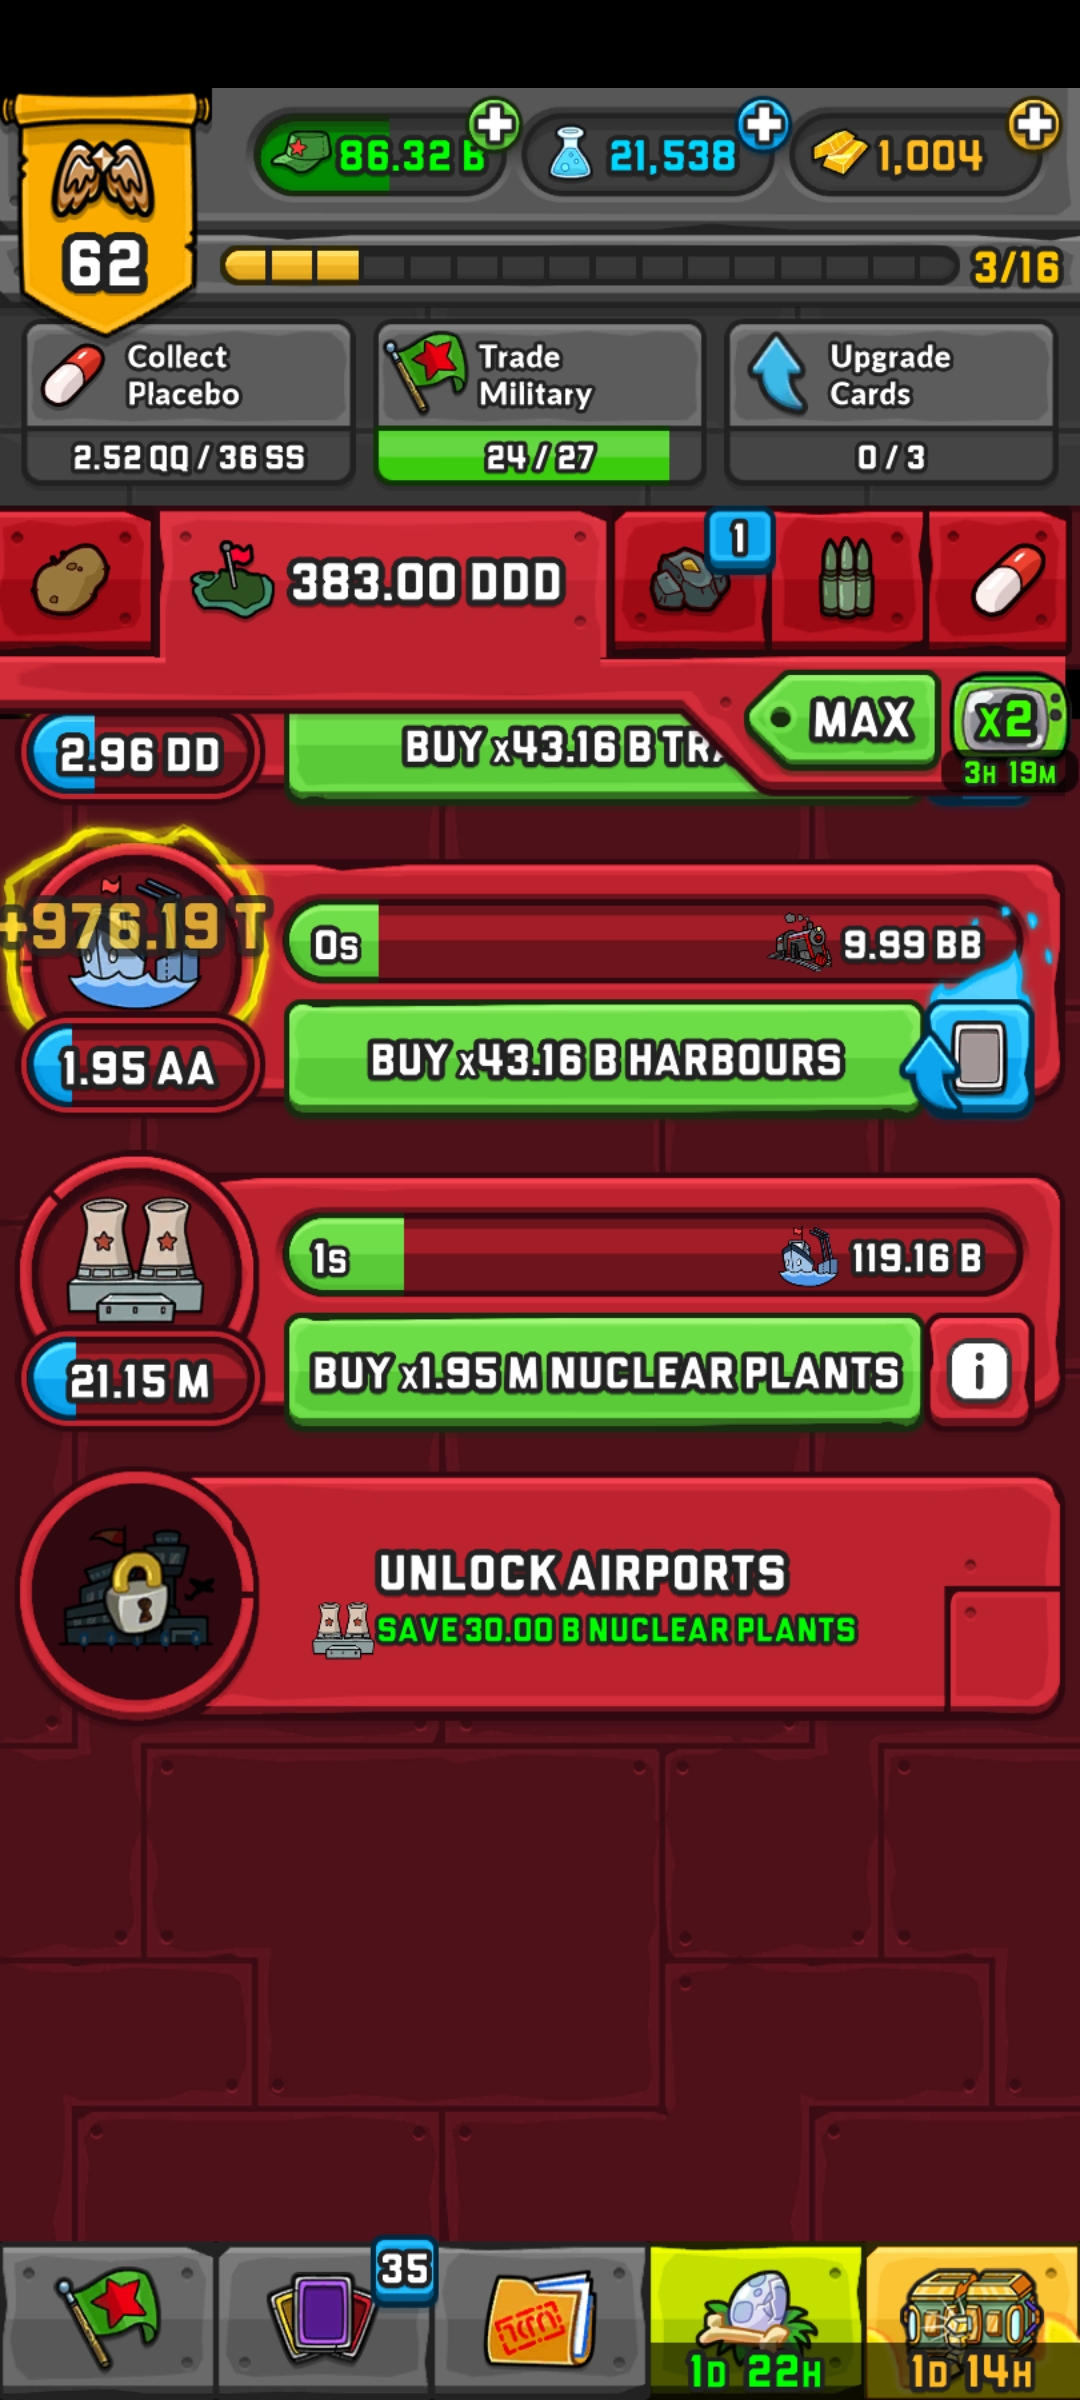 86.32 B
21,538
1,004
62
3/16
Collect
Placebo
Trade
Military
Upgrade
Cards
2.52 QQ / 36 SS
24 / 27
0 / 3
383.00 DDD
1
MAX
x2
3H 19M
2.96 DD
BUY x43.16 B
+976.19 T
0s
9.99 BB
1.95 AA
BUY x43.16 B HARBOURS
1s
119.16 B
21.15 M
BUY x1.95 M NUCLEAR PLANTS
i
UNLOCK AIRPORTS
SAVE 30.00 B NUCLEAR PLANTS
35
1D 22H
1D 14H